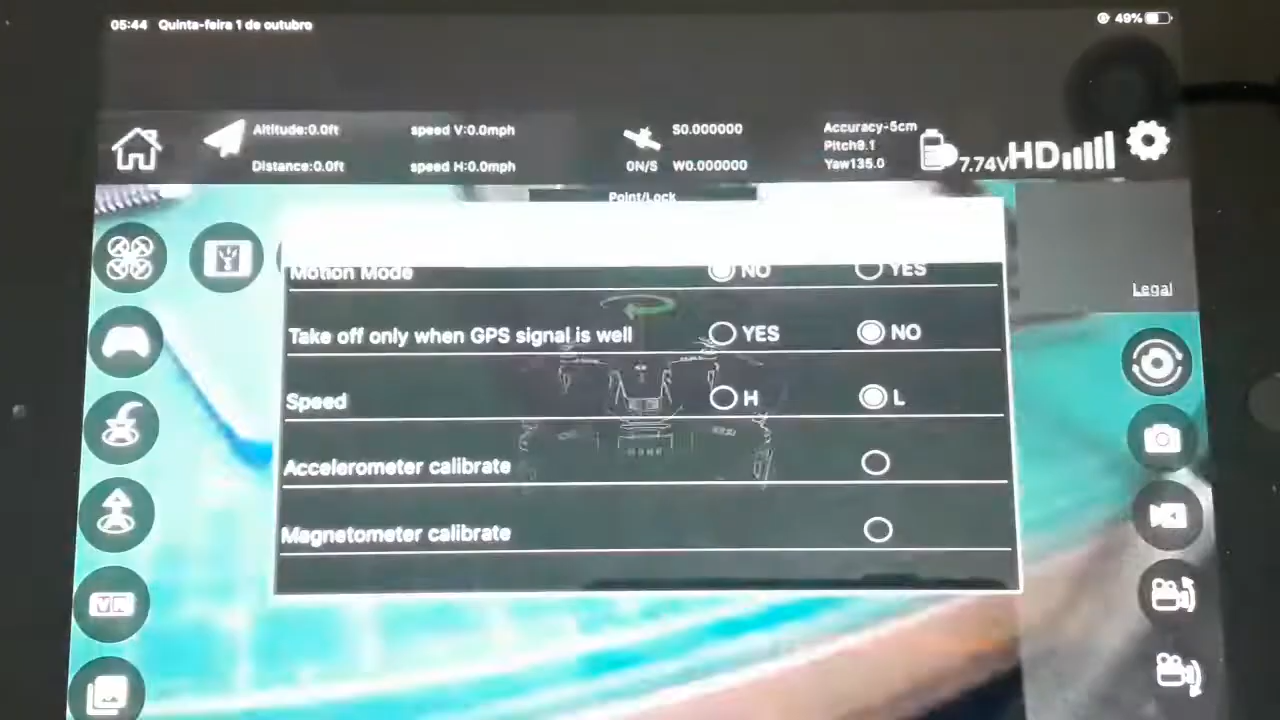 05:44 Quinta-feira 1 de outubro
49%
Altitude:0.0ft
speed V:0.0mph
S0.000000
Accuracy-5cm
Pitch9.1
Yaw135.0
7.74V
HD
Distance:0.0ft
speed H:0.0mph
0N/S
W0.000000
Point/Lock
Motion Mode NO YES
Legal
Take off only when GPS signal is well YES NO
Speed H L
Accelerometer calibrate
Magnetometer calibrate
VR